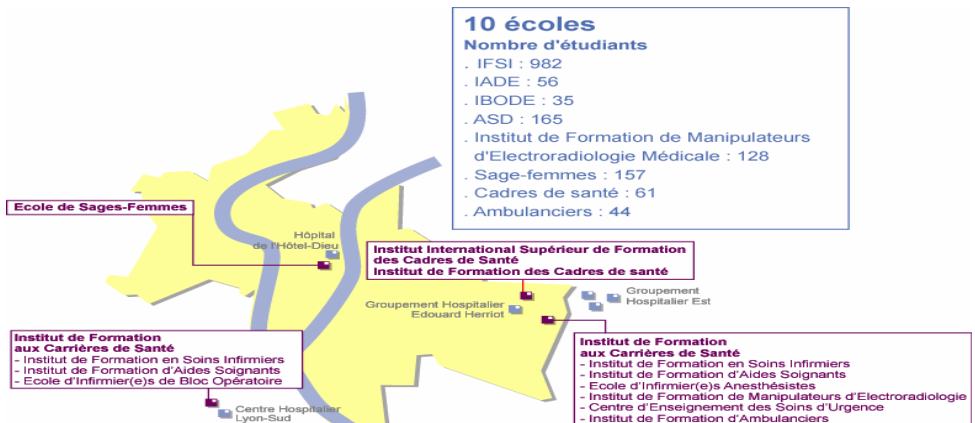 10 écoles
Nombre d'étudiants
. IFSI : 982
. IADE : 56
. IBODE : 35
. ASD : 165
. Institut de Formation de Manipulateurs
d'Electroradiologie Médicale : 128
. Sage-femmes : 157
. Cadres de santé : 61
. Ambulanciers : 44
Ecole de Sages-Femmes
Hôpital
de l'Hôtel-Dieu
Institut International Supérieur de Formation
des Cadres de Santé
Institut de Formation des Cadres de santé
Groupement Hospitalier
Edouard Herriot
Groupement
Hospitalier Est
Institut de Formation
aux Carrières de Santé
- Institut de Formation en Soins Infirmiers
- Institut de Formation d'Aides Soignants
- Ecole d'Infirmier(e)s de Bloc Opératoire
Centre Hospitalier
Lyon-Sud
Institut de Formation
aux Carrières de Santé
- Institut de Formation en Soins Infirmiers
- Institut de Formation d'Aides Soignants
- Ecole d'Infirmier(e)s Anesthésistes
- Institut de Formation de Manipulateurs d'Electroradiologie
- Centre d'Enseignement des Soins d'Urgence
- Institut de Formation d'Ambulanciers